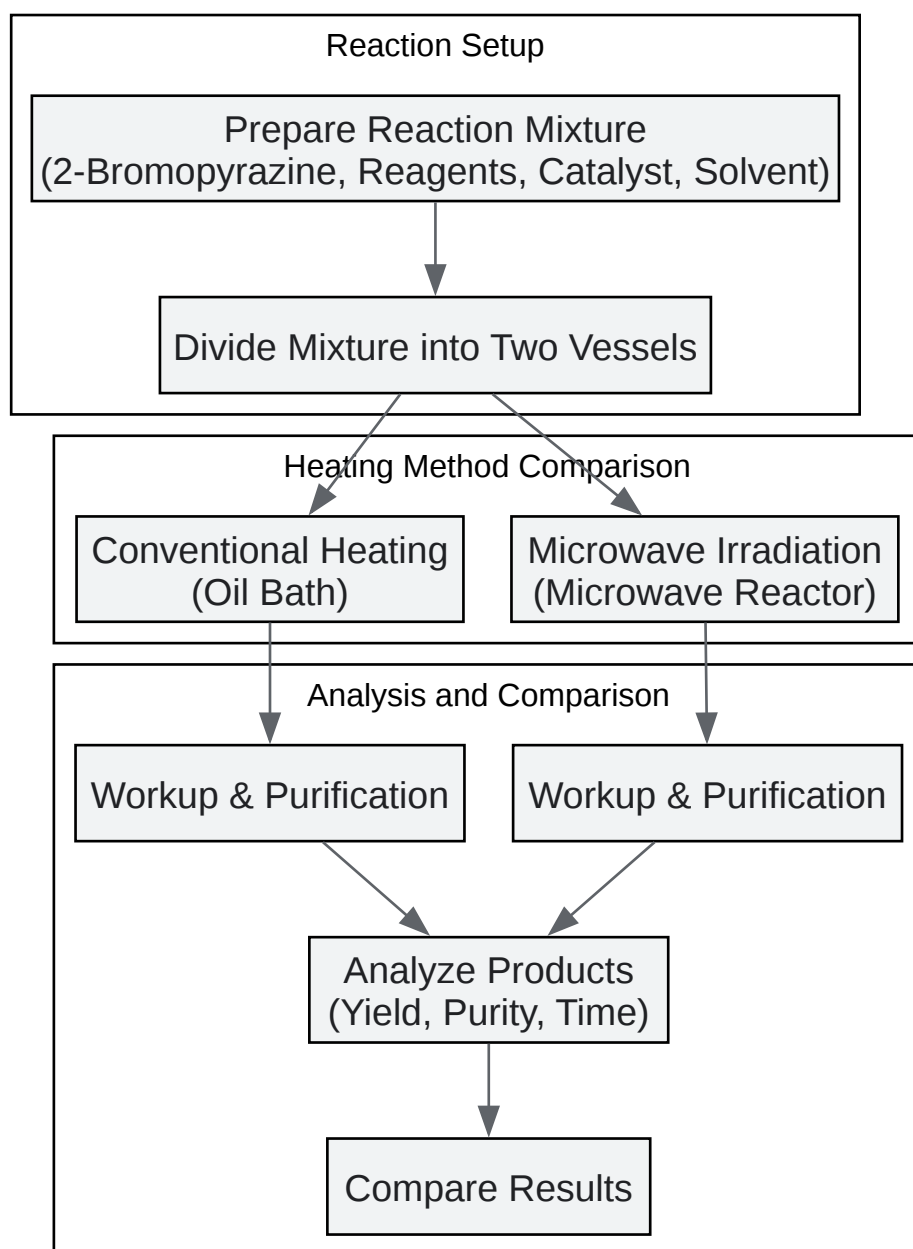 Reaction Setup
Prepare Reaction Mixture
(2-Bromopyrazine, Reagents, Catalyst, Solvent)
Divide Mixture into Two Vessels
Heating Method Comparison
Conventional Heating
(Oil Bath)
Microwave Irradiation
(Microwave Reactor)
Analysis and Comparison
Workup & Purification
Workup & Purification
Analyze Products
(Yield, Purity, Time)
Compare Results